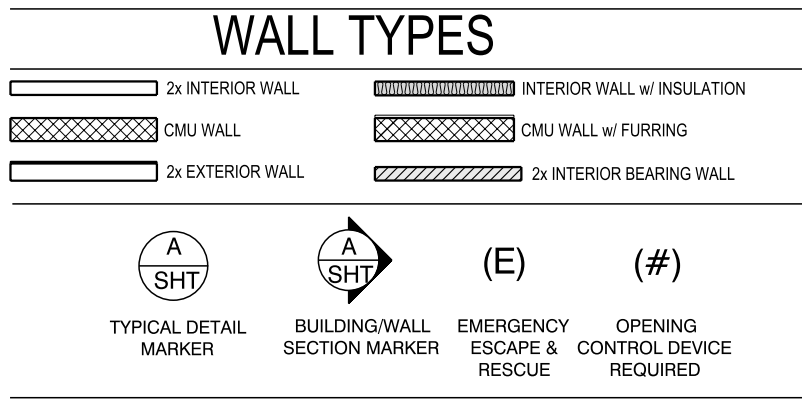 WALL TYPES
2x INTERIOR WALL
INTERIOR WALL w/ INSULATION
CMU WALL
CMU WALL w/ FURRING
2x EXTERIOR WALL
2x INTERIOR BEARING WALL
A
SHT
TYPICAL DETAIL
MARKER
A
SHT
BUILDING/WALL
SECTION MARKER
(E)
EMERGENCY
ESCAPE &
RESCUE
(#)
OPENING
CONTROL DEVICE
REQUIRED